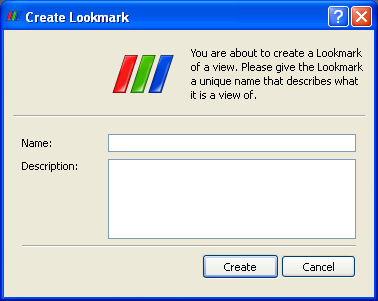 Create Lookmark
You are about to create a Lookmark
of a view. Please give the Lookmark
a unique name that describes what
it is a view of.
Name:
Description:
Create
Cancel